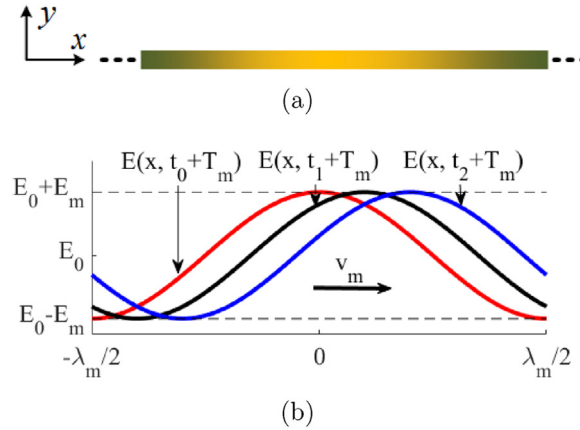 y
x
(a)
E(x, t₀+Tₘ) E(x, t₁+Tₘ) E(x, t₂+Tₘ)
E₀+Eₘ
E₀
vₘ
E₀-Eₘ
-λₘ/2 0 λₘ/2
(b)